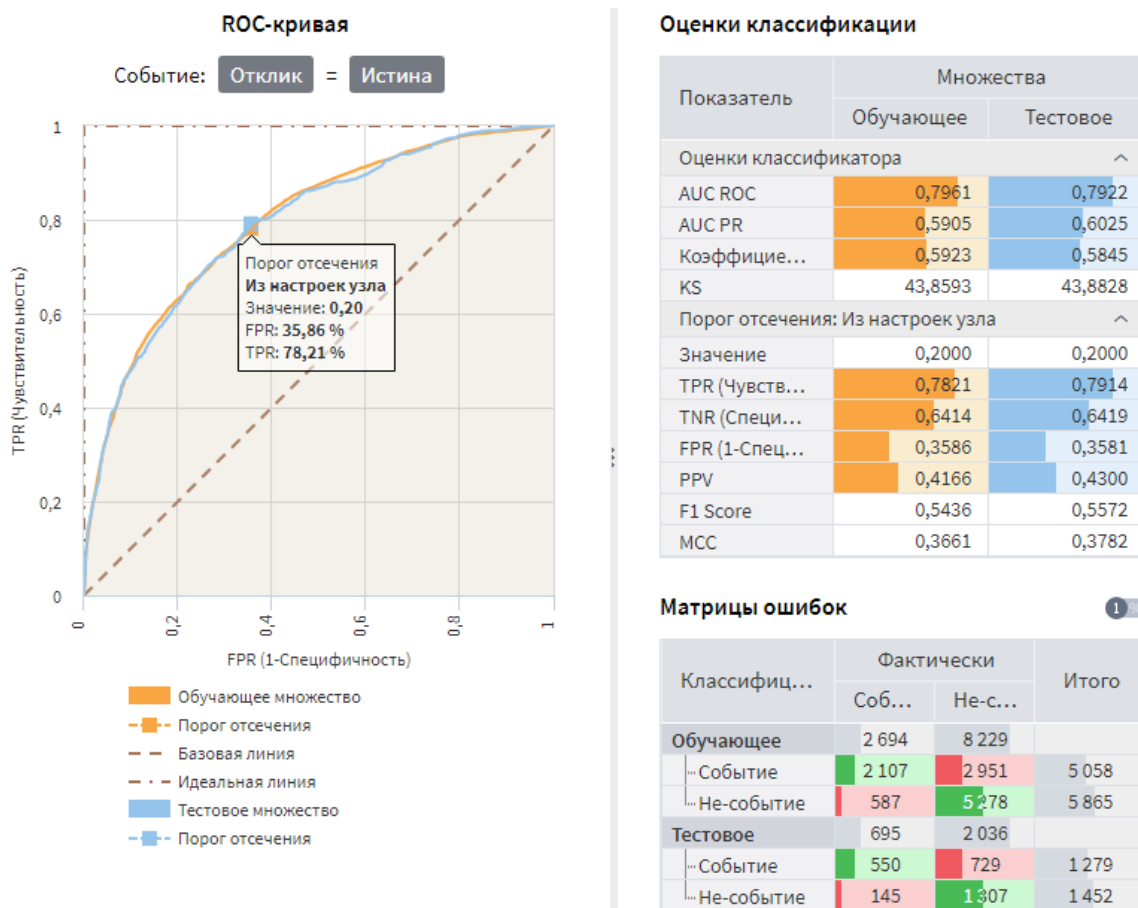 ROC-кривая
Событие: Отклик = Истина
1
0,8
0,6
0,4
0,2
0
TPR (Чувствительность)
Порог отсечения
Из настроек узла
Значение: 0,20
FPR: 35,86 %
TPR: 78,21 %
0 0,2 0,4 0,6 0,8 1
FPR (1-Специфичность)
Обучающее множество
Порог отсечения
Базовая линия
Идеальная линия
Тестовое множество
Порог отсечения
Оценки классификации
Показатель Множества
Обучающее Тестовое
Оценки классификатора
AUC ROC 0,7961 0,7922
AUC PR 0,5905 0,6025
Коэффицие... 0,5923 0,5845
KS 43,8593 43,8828
Порог отсечения: Из настроек узла
Значение 0,2000 0,2000
TPR (Чувств... 0,7821 0,7914
TNR (Специ... 0,6414 0,6419
FPR (1-Спец... 0,3586 0,3581
PPV 0,4166 0,4300
F1 Score 0,5436 0,5572
MCC 0,3661 0,3782
Матрицы ошибок 1
Классифиц... Фактически Итого
Соб... Не-с...
Обучающее 2 694 8 229
Событие 2 107 2 951 5 058
Не-событие 587 5 278 5 865
Тестовое 695 2 036
Событие 550 729 1 279
Не-событие 145 1 307 1 452